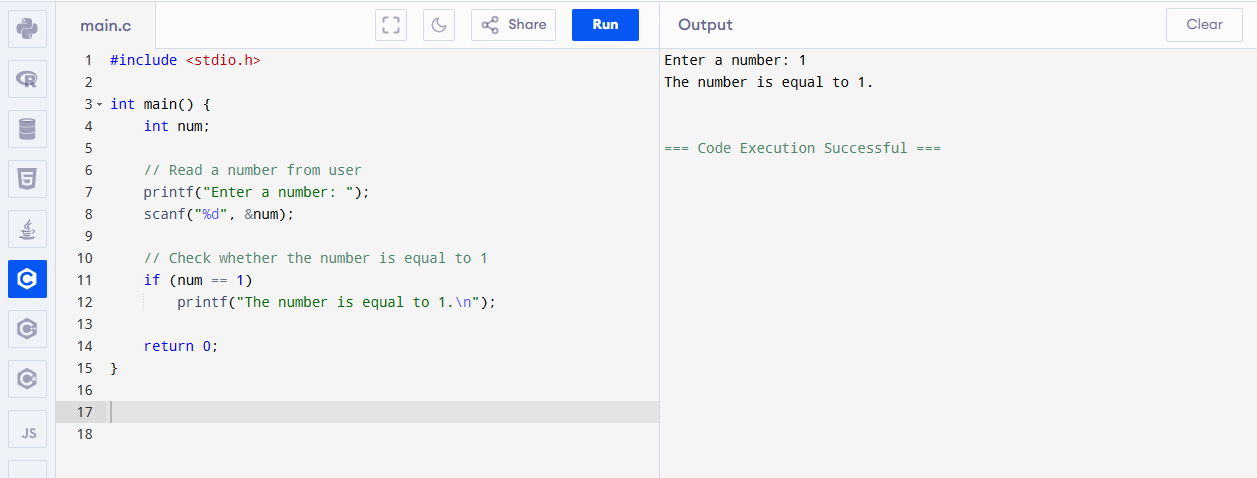 main.c
Share
Run
Output
Clear
1 #include <stdio.h>
2
3 int main() {
4     int num;
5
6     // Read a number from user
7     printf("Enter a number: ");
8     scanf("%d", &num);
9
10     // Check whether the number is equal to 1
11     if (num == 1)
12         printf("The number is equal to 1.\n");
13
14     return 0;
15 }
16
17
18
Enter a number: 1
The number is equal to 1.
=== Code Execution Successful ===
R
5
C
C
C
JS